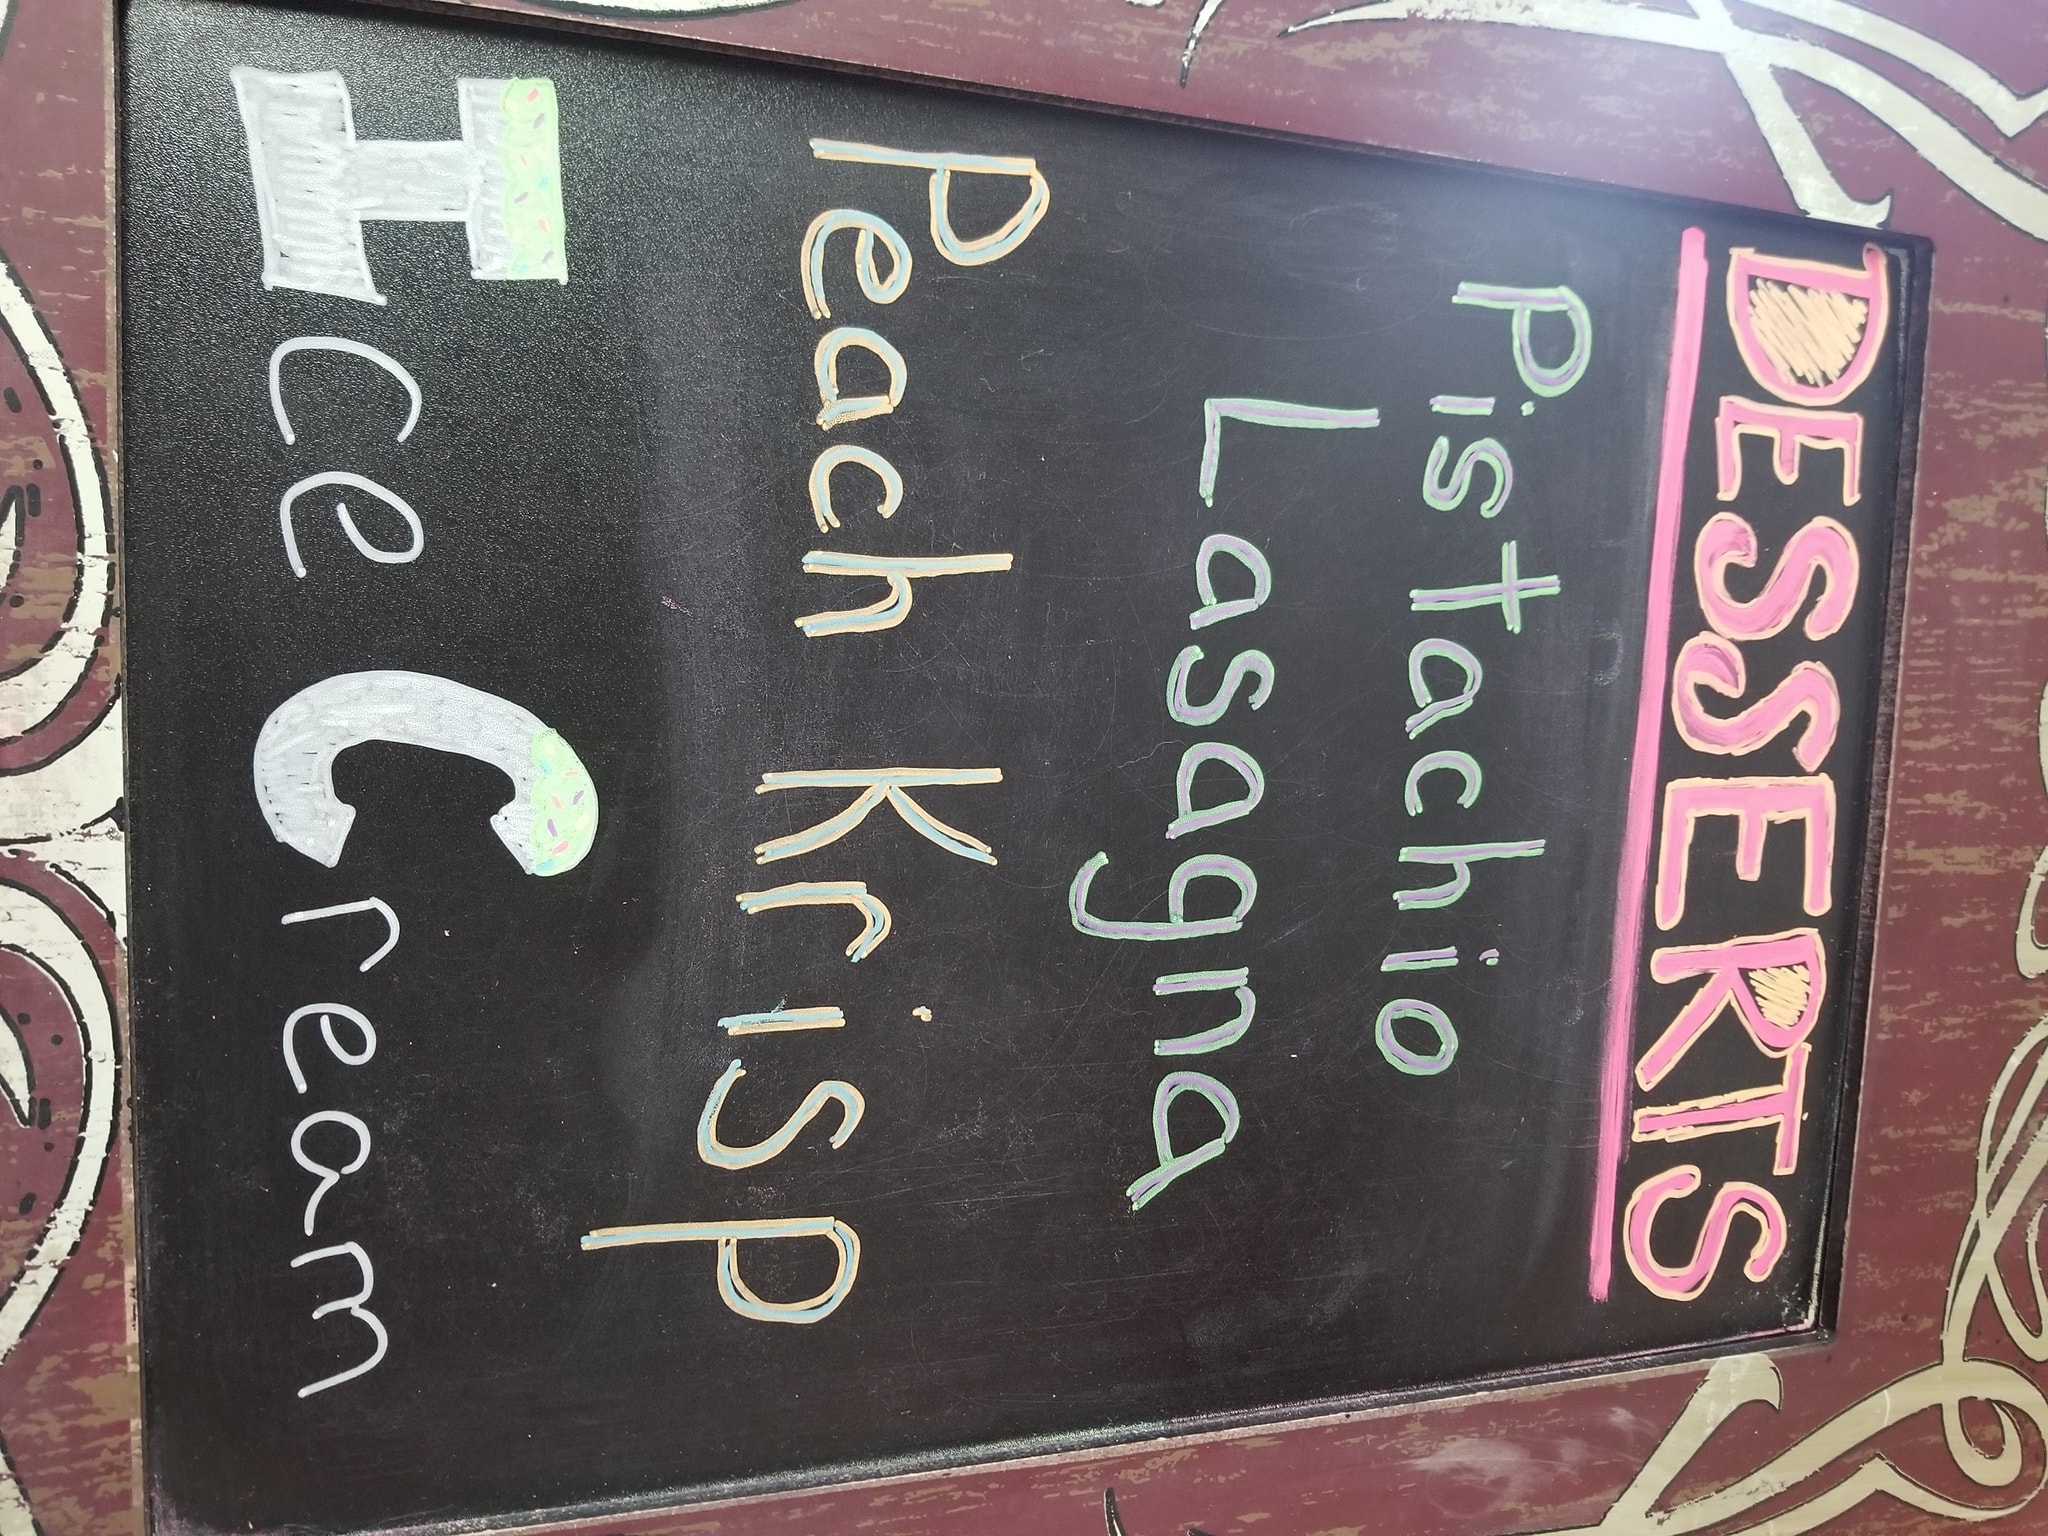 DESSERTS
Pistachio
Lasagna
Peach Krisp
Ice Cream